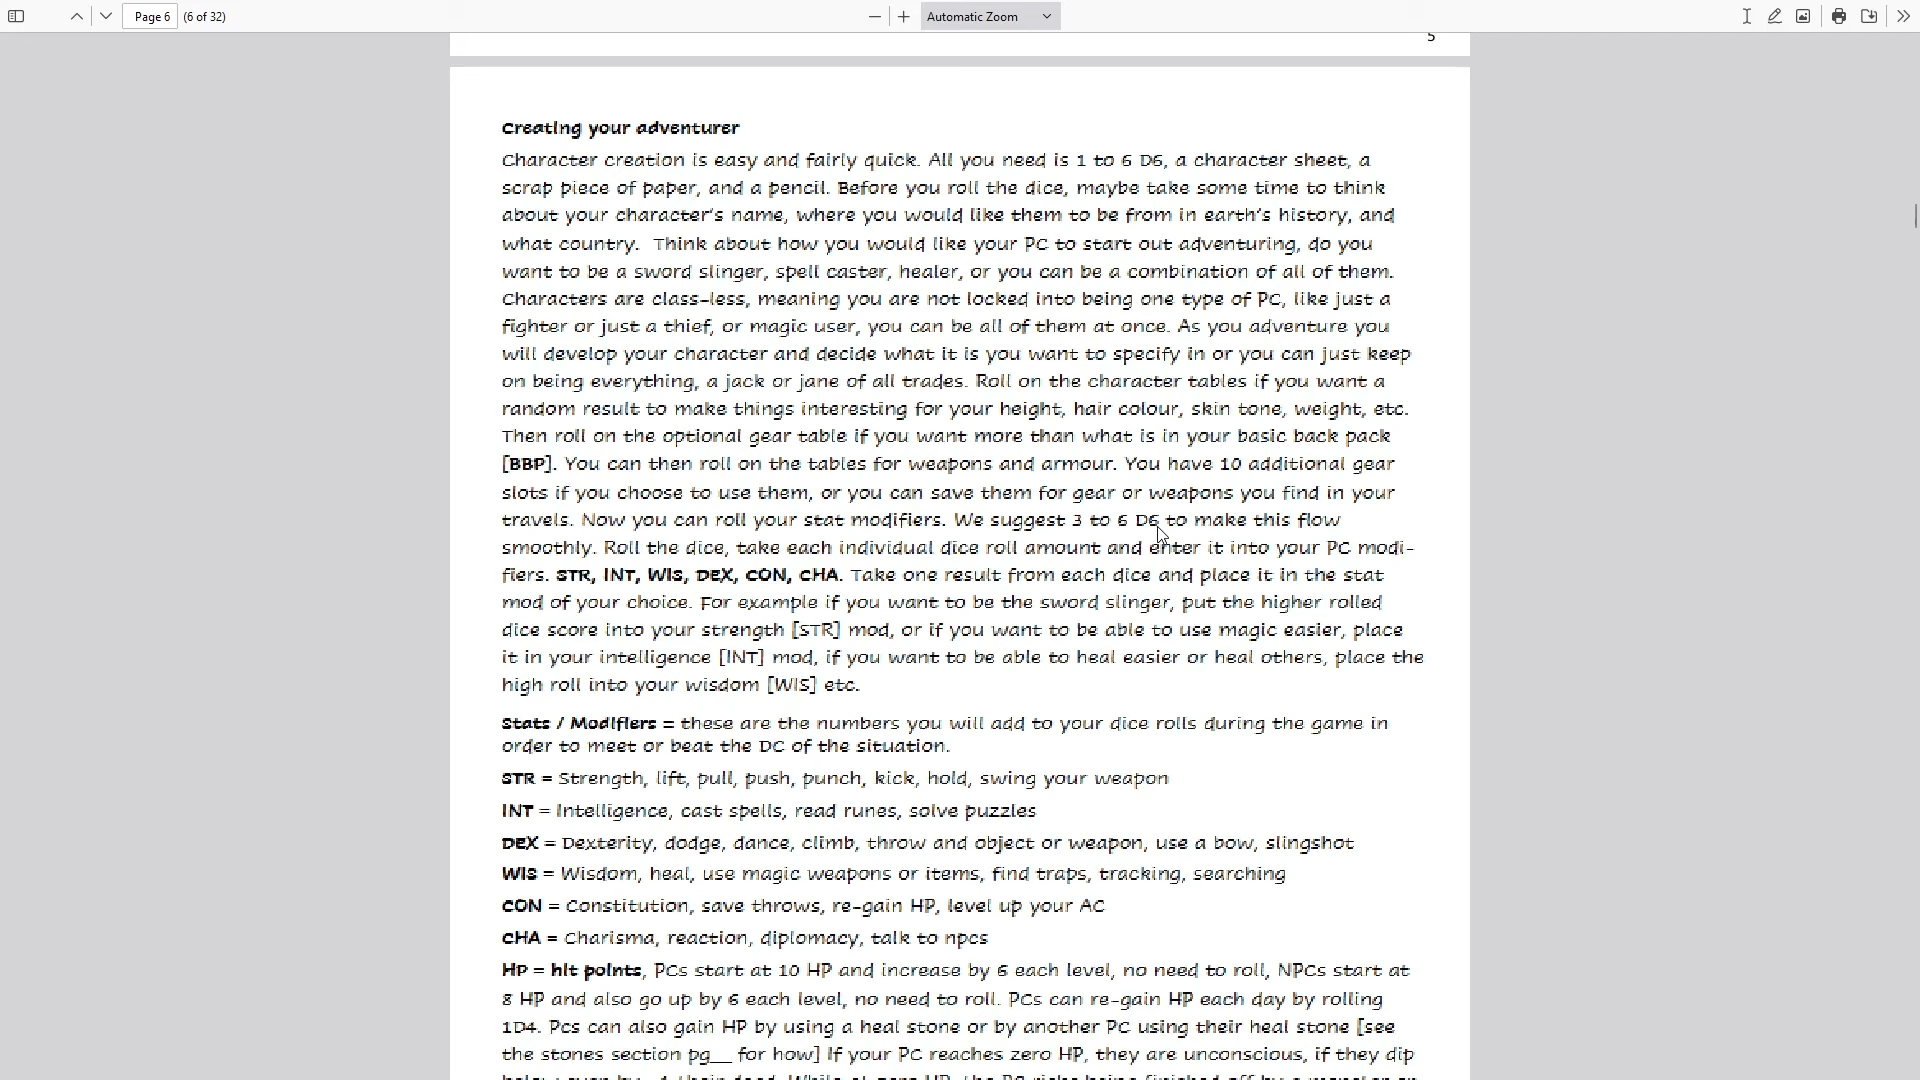 Page 6 (6 of 32) Automatic Zoom
5
Creating your adventurer
Character creation is easy and fairly quick. All you need is 1 to 6 D6, a character sheet, a
scrap piece of paper, and a pencil. Before you roll the dice, maybe take some time to think
about your character's name, where you would like them to be from in earth's history, and
what country. Think about how you would like your PC to start out adventuring, do you
want to be a sword slinger, spell caster, healer, or you can be a combination of all of them.
Characters are class-less, meaning you are not locked into being one type of PC, like just a
fighter or just a thief, or magic user, you can be all of them at once. As you adventure you
will develop your character and decide what it is you want to specify in or you can just keep
on being everything, a jack or jane of all trades. Roll on the character tables if you want a
random result to make things interesting for your height, hair colour, skin tone, weight, etc.
Then roll on the optional gear table if you want more than what is in your basic back pack
[BBP]. You can then roll on the tables for weapons and armour. You have 10 additional gear
slots if you choose to use them, or you can save them for gear or weapons you find in your
travels. Now you can roll your stat modifiers. We suggest 3 to 6 D6 to make this flow
smoothly. Roll the dice, take each individual dice roll amount and enter it into your PC modi-
fiers. STR, INT, WIS, DEX, CON, CHA. Take one result from each dice and place it in the stat
mod of your choice. For example if you want to be the sword slinger, put the higher rolled
dice score into your strength [STR] mod, or if you want to be able to use magic easier, place
it in your intelligence [INT] mod, if you want to be able to heal easier or heal others, place the
high roll into your wisdom [WIS] etc.
Stats / Modifiers = these are the numbers you will add to your dice rolls during the game in
order to meet or beat the DC of the situation.
STR = Strength, lift, pull, push, punch, kick, hold, swing your weapon
INT = Intelligence, cast spells, read runes, solve puzzles
DEX = Dexterity, dodge, dance, climb, throw and object or weapon, use a bow, slingshot
WIS = Wisdom, heal, use magic weapons or items, find traps, tracking, searching
CON = Constitution, save throws, re-gain HP, level up your AC
CHA = Charisma, reaction, diplomacy, talk to npcs
HP = hit points, PCs start at 10 HP and increase by 6 each level, no need to roll, NPCs start at
8 HP and also go up by 6 each level, no need to roll. PCs can re-gain HP each day by rolling
1D4. Pcs can also gain HP by using a heal stone or by another PC using their heal stone [see
the stones section pg__ for how] If your PC reaches zero HP, they are unconscious, if they dip